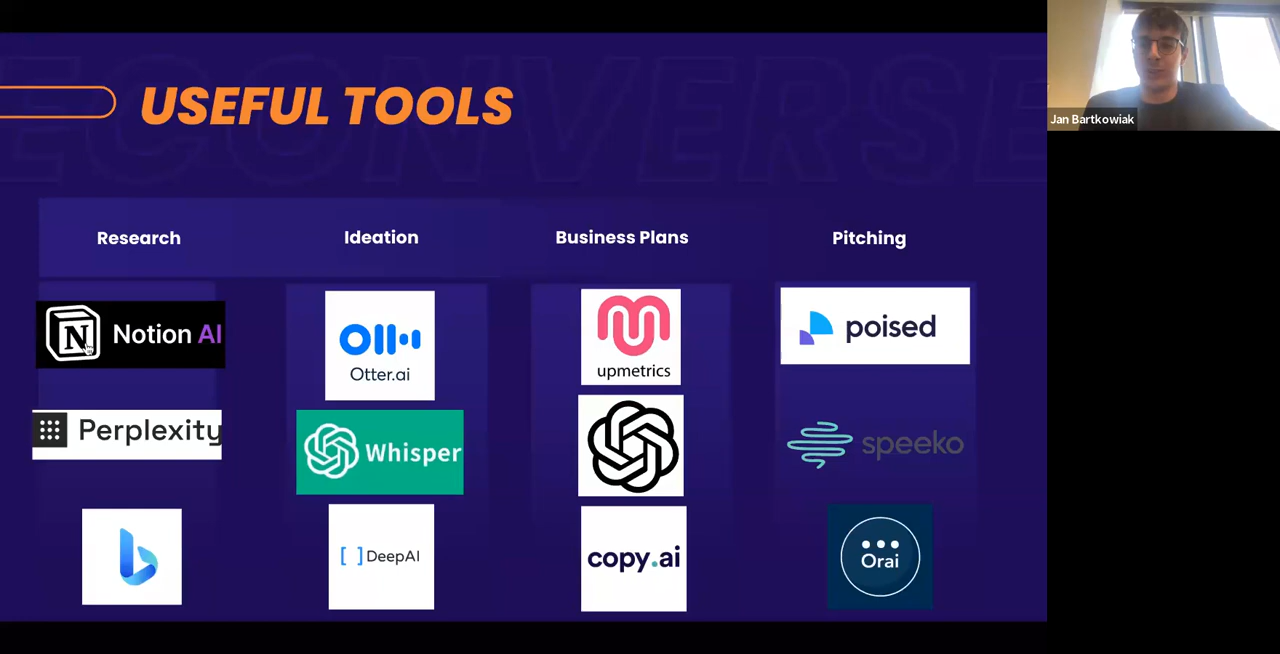 ECONVERSE
USEFUL TOOLS
Jan Bartkowiak
Research
Ideation
Business Plans
Pitching
N Notion AI
Otter.ai
upmetrics
poised
Perplexity
Whisper
speeko
b
[ ] DeepAI
copy.ai
Orai